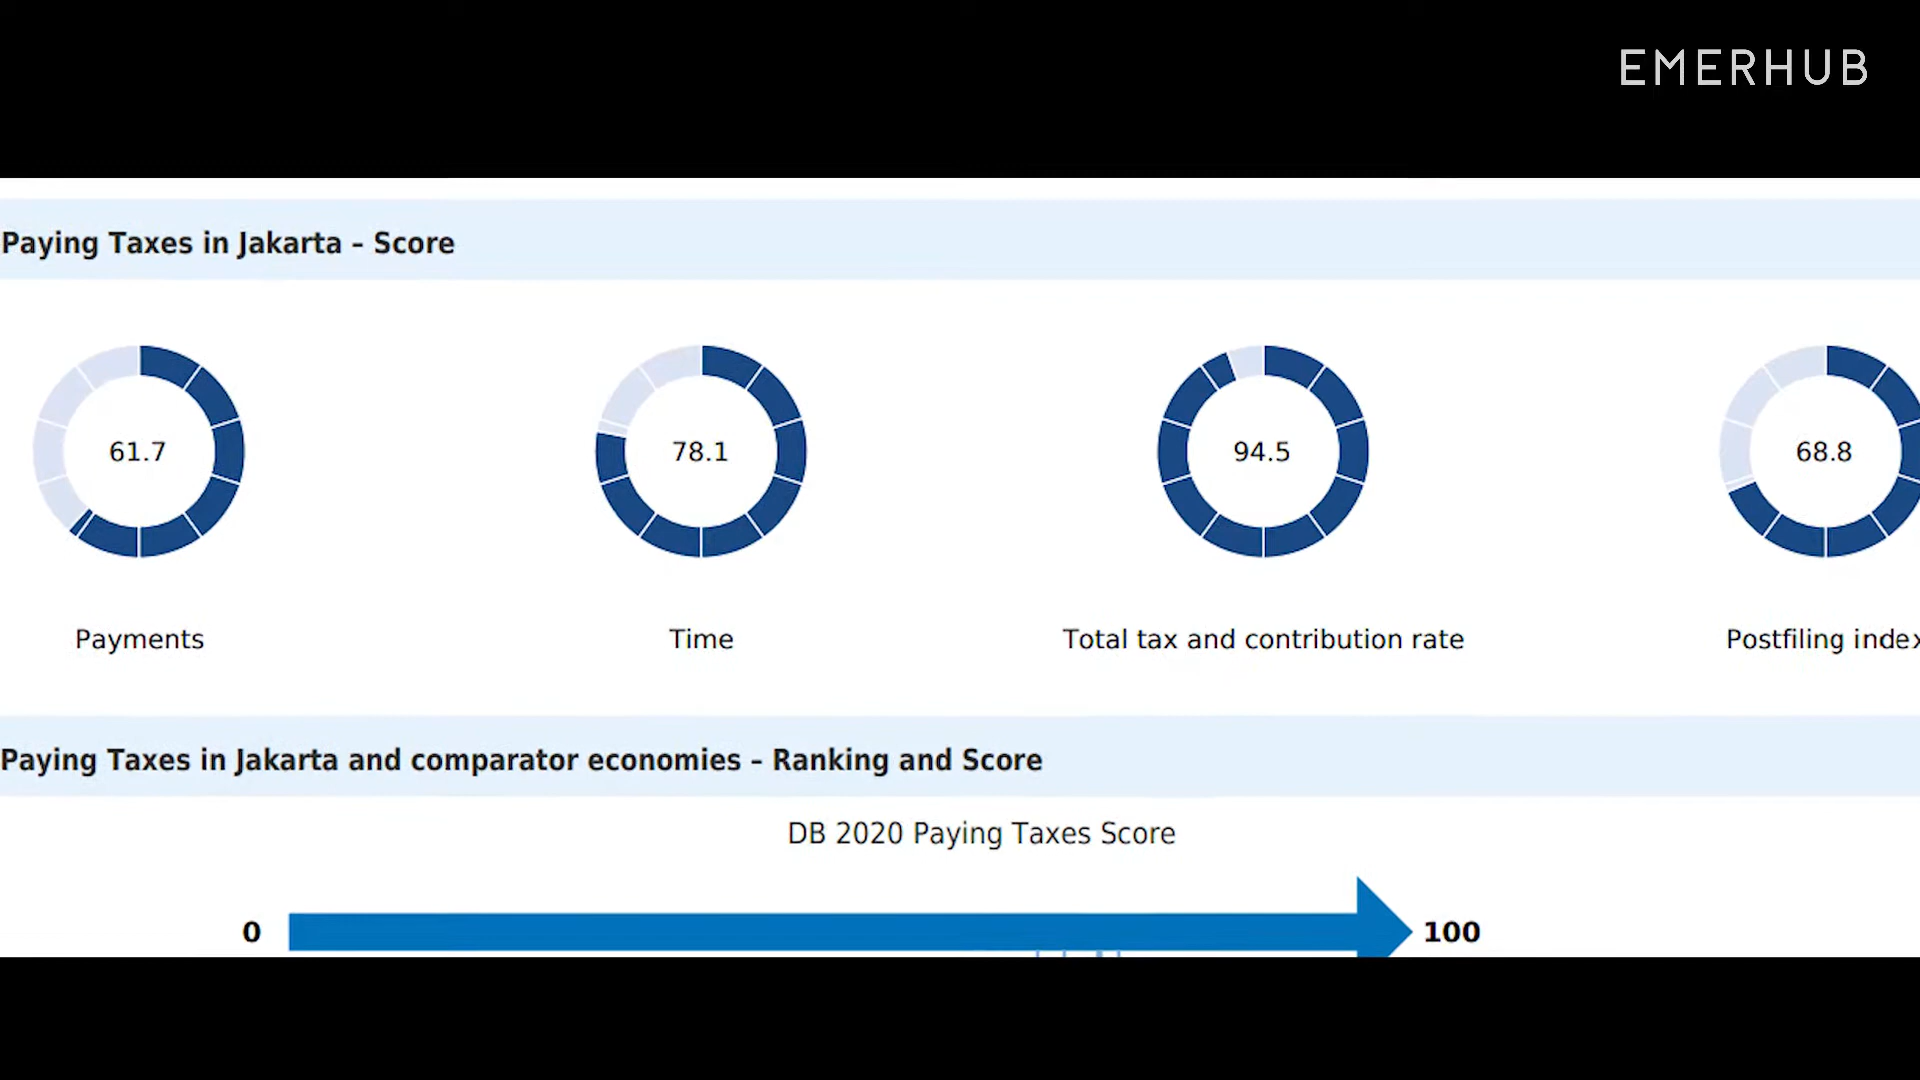 EMERHUB
Paying Taxes in Jakarta – Score
61.7
78.1
94.5
68.8
Payments
Time
Total tax and contribution rate
Postfiling index
Paying Taxes in Jakarta and comparator economies – Ranking and Score
DB 2020 Paying Taxes Score
0
100